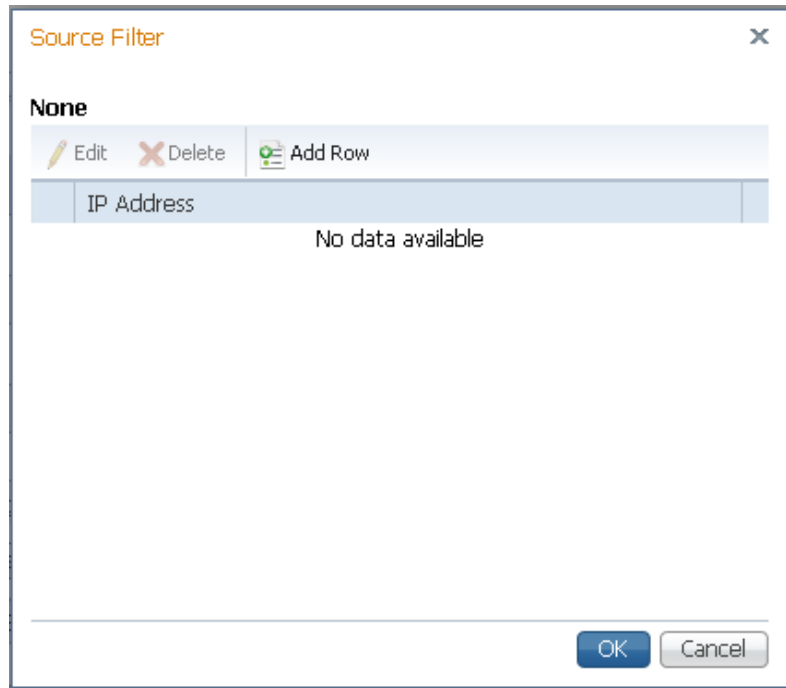 Source Filter
None
Edit Delete Add Row
IP Address
No data available
OK Cancel